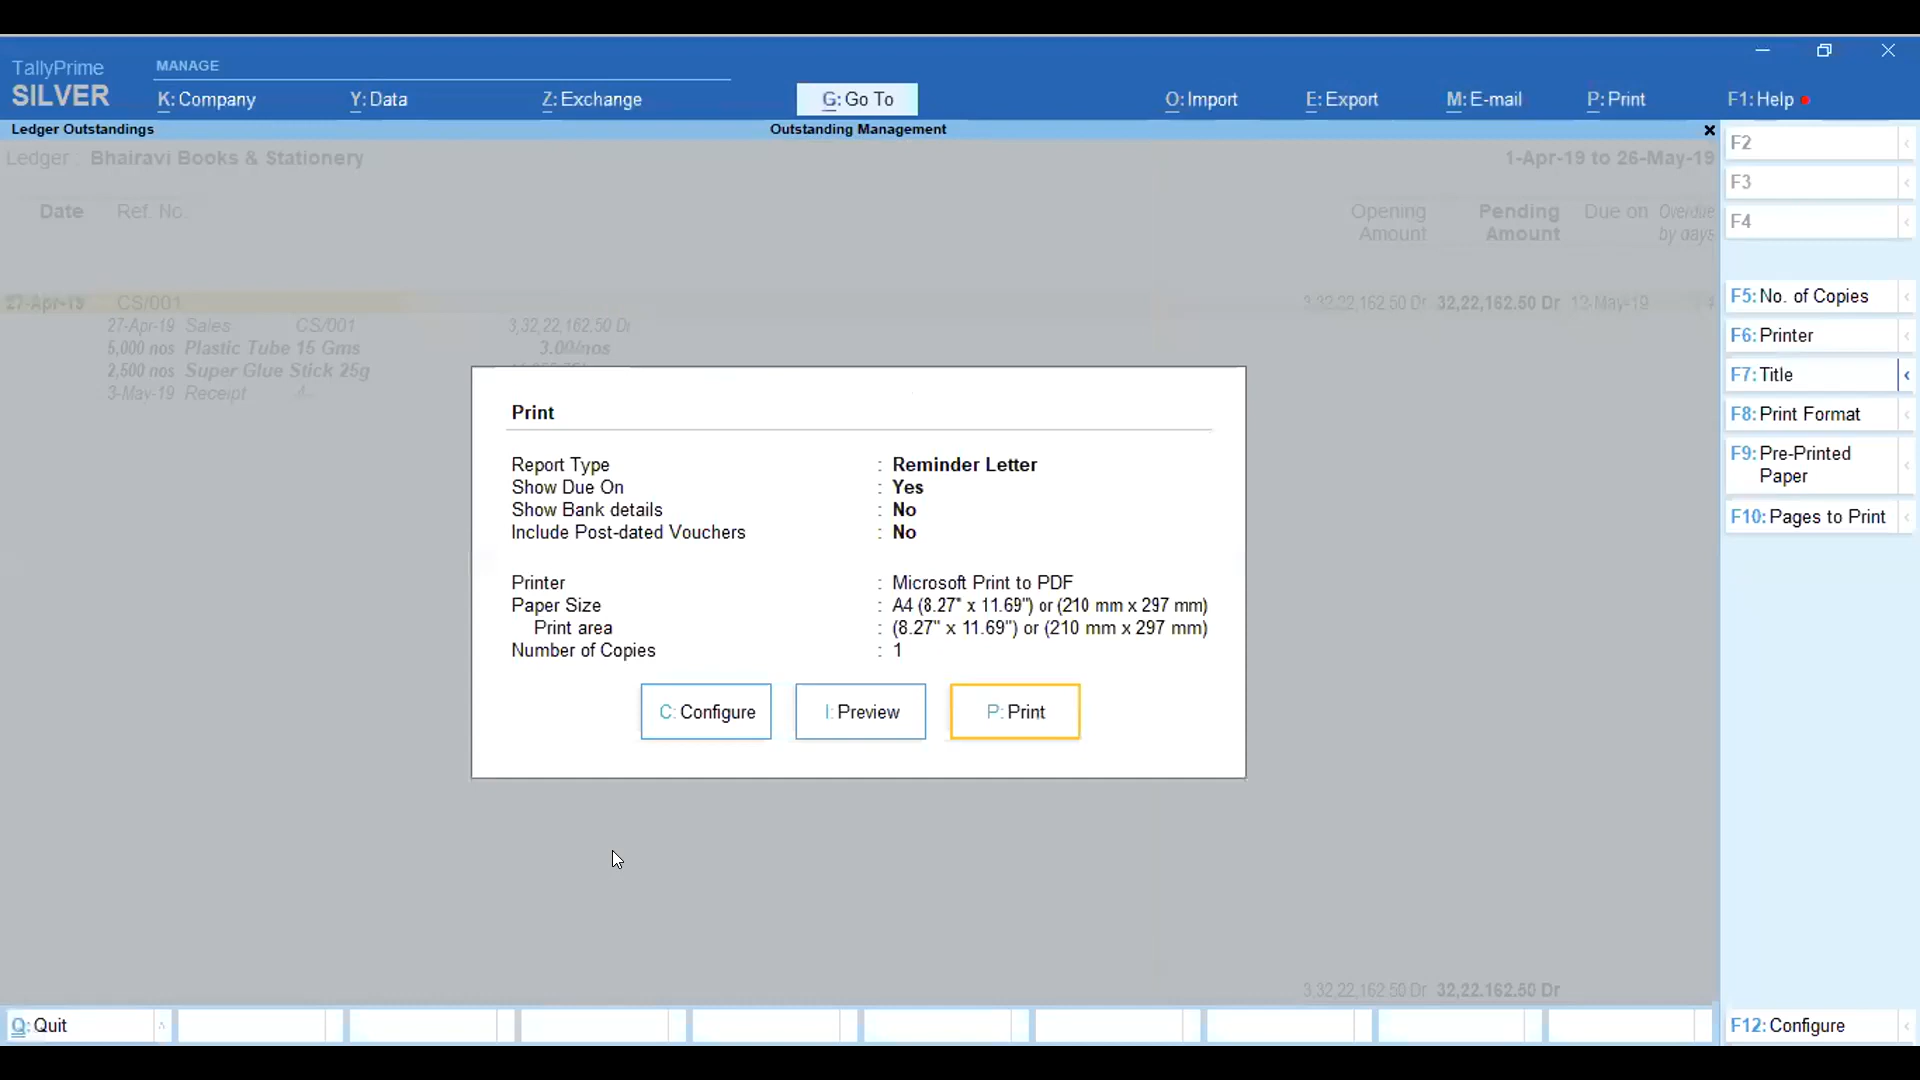 TallyPrime
SILVER
MANAGE
K: Company
Y: Data
Z: Exchange
G: Go To
O: Import
E: Export
M: E-mail
P: Print
F1: Help
Ledger Outstandings
Outstanding Management
Ledger : Bhairavi Books & Stationery
1-Apr-19 to 26-May-19
Date Ref. No. Opening Pending Due on Overdue
Amount Amount by days
27-Apr-19 CS/001 3,32,22,162.50 Dr 32,22,162.50 Dr 12-May-19
27-Apr-19 Sales CS/001 3,32,22,162.50 Dr
5,000 nos Plastic Tube 15 Gms 3.00/nos
2,500 nos Super Glue Stick 25g
3-May-19 Receipt
Print
Report Type : Reminder Letter
Show Due On : Yes
Show Bank details : No
Include Post-dated Vouchers : No
Printer : Microsoft Print to PDF
Paper Size : A4 (8.27" x 11.69") or (210 mm x 297 mm)
Print area : (8.27" x 11.69") or (210 mm x 297 mm)
Number of Copies : 1
C: Configure
I: Preview
P: Print
3,32,22,162.50 Dr 32,22,162.50 Dr
F2
F3
F4
F5: No. of Copies
F6: Printer
F7: Title
F8: Print Format
F9: Pre-Printed
Paper
F10: Pages to Print
Q: Quit
F12: Configure